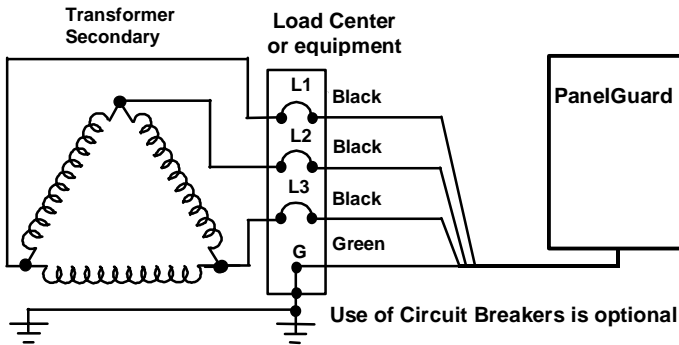 Transformer
Secondary
Load Center
or equipment
L1
Black
PanelGuard
L2
Black
L3
Black
Green
G
Use of Circuit Breakers is optional